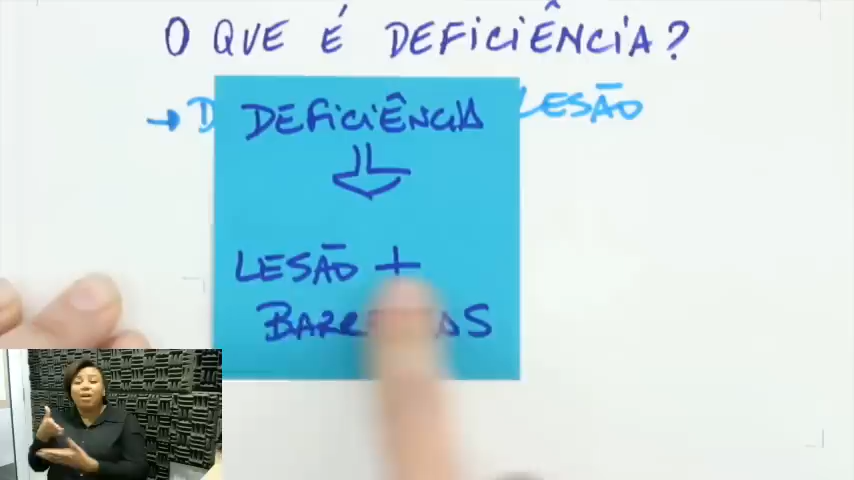 O QUE É DEFICIÊNCIA?
→ D LESÃO
DEFICIÊNCIA
LESÃO +